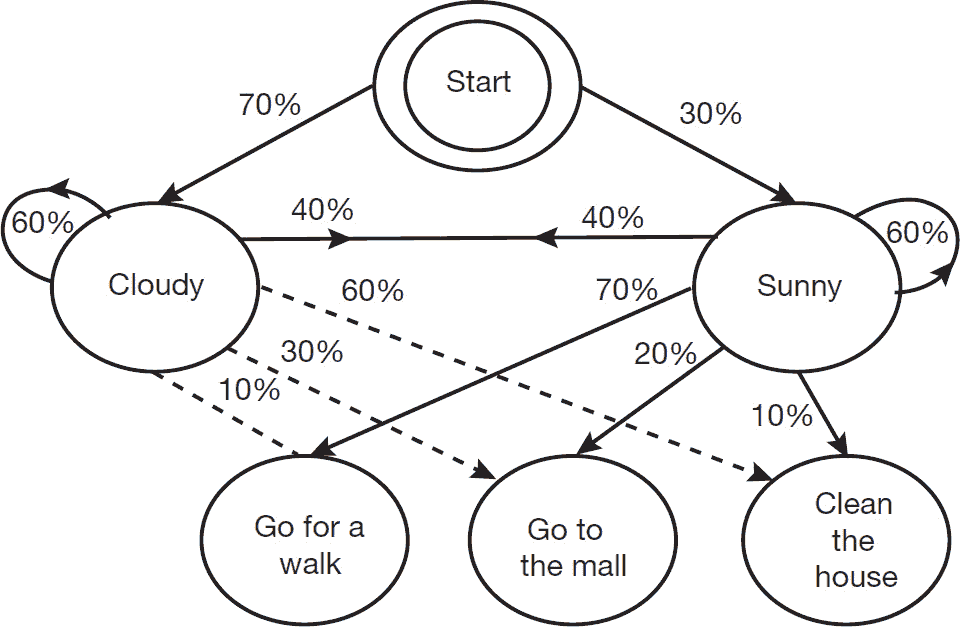 Start
70%
30%
60%
40%
40%
60%
Cloudy
60%
70%
Sunny
30%
20%
10%
10%
Go for a
walk
Go to
the mall
Clean
the
house